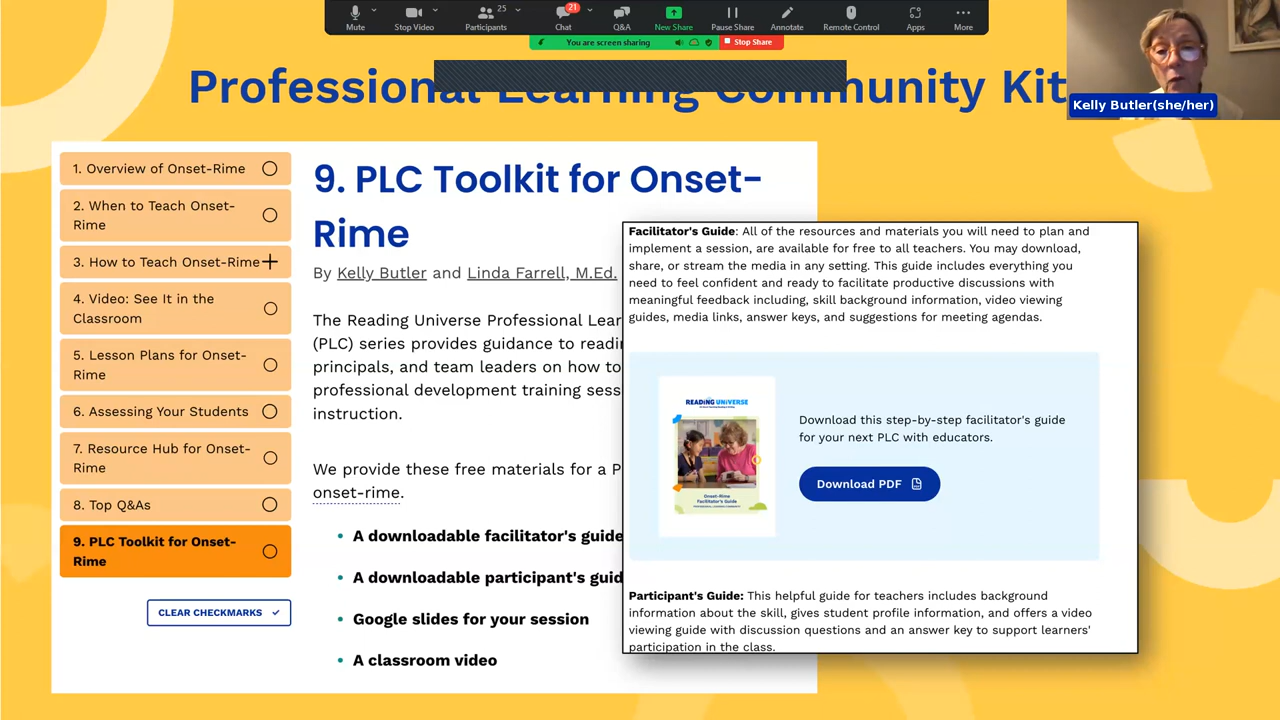 Mute
Stop Video
25
Participants
21
Chat
Q&A
New Share
Pause Share
Annotate
Remote Control
Apps
More
You are screen sharing
Stop Share
Professional Learning Community Kit
Kelly Butler(she/her)
1. Overview of Onset-Rime
2. When to Teach Onset-
Rime
3. How to Teach Onset-Rime
4. Video: See It in the
Classroom
5. Lesson Plans for Onset-
Rime
6. Assessing Your Students
7. Resource Hub for Onset-
Rime
8. Top Q&As
9. PLC Toolkit for Onset-
Rime
CLEAR CHECKMARKS
9. PLC Toolkit for Onset-
Rime
By Kelly Butler and Linda Farrell, M.Ed.
The Reading Universe Professional Lear
(PLC) series provides guidance to readi
principals, and team leaders on how to
professional development training sess
instruction.
We provide these free materials for a P
onset-rime.
• A downloadable facilitator's guide
• A downloadable participant's guid
• Google slides for your session
• A classroom video
Facilitator's Guide: All of the resources and materials you will need to plan and
implement a session, are available for free to all teachers. You may download,
share, or stream the media in any setting. This guide includes everything you
need to feel confident and ready to facilitate productive discussions with
meaningful feedback including, skill background information, video viewing
guides, media links, answer keys, and suggestions for meeting agendas.
READING UNIVERSE
Onset-Rime
Facilitator's Guide
PROFESSIONAL LEARNING COMMUNITY
Download this step-by-step facilitator's guide
for your next PLC with educators.
Download PDF
Participant's Guide: This helpful guide for teachers includes background
information about the skill, gives student profile information, and offers a video
viewing guide with discussion questions and an answer key to support learners'
participation in the class.